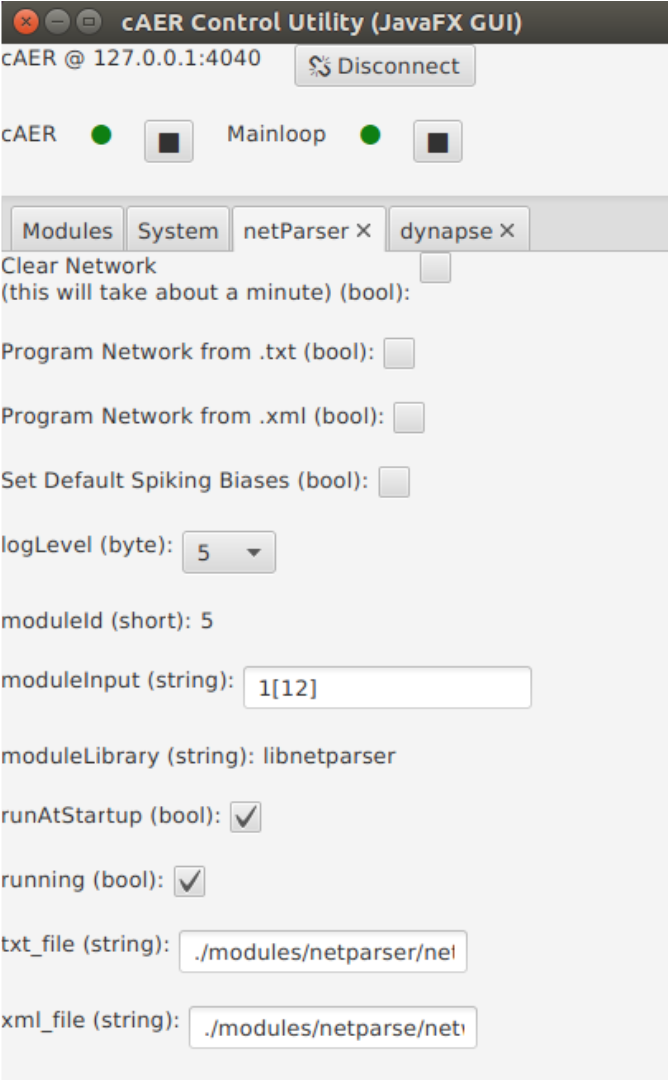 cAER Control Utility (JavaFX GUI)
cAER @ 127.0.0.1:4040 Disconnect
cAER Mainloop
Modules System netParser × dynapse ×
Clear Network
(this will take about a minute) (bool):
Program Network from .txt (bool):
Program Network from .xml (bool):
Set Default Spiking Biases (bool):
logLevel (byte): 5
moduleId (short): 5
moduleInput (string): 1[12]
moduleLibrary (string): libnetparser
runAtStartup (bool):
running (bool):
txt_file (string): ./modules/netparser/net
xml_file (string): ./modules/netparse/net